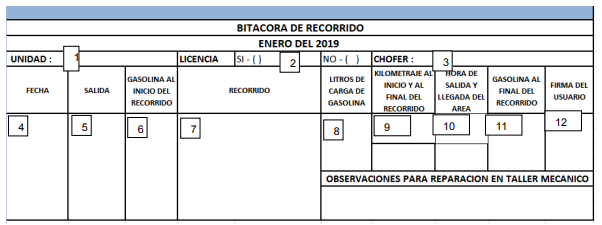 BITACORA DE RECORRIDO
ENERO DEL 2019
UNIDAD : 1 LICENCIA SI - ( ) 2 NO - ( ) CHOFER : 3
FECHA
SALIDA
GASOLINA AL
INICIO DEL
RECORRIDO
RECORRIDO
LITROS DE
CARGA DE
GASOLINA
KILOMETRAJE AL
INICIO Y AL
FINAL DEL
RECORRIDO
HORA DE
SALIDA Y
LLEGADA DEL
AREA
GASOLINA AL
FINAL DEL
RECORRIDO
FIRMA DEL
USUARIO
4 5 6 7 8 9 10 11 12
OBSERVACIONES PARA REPARACION EN TALLER MECANICO